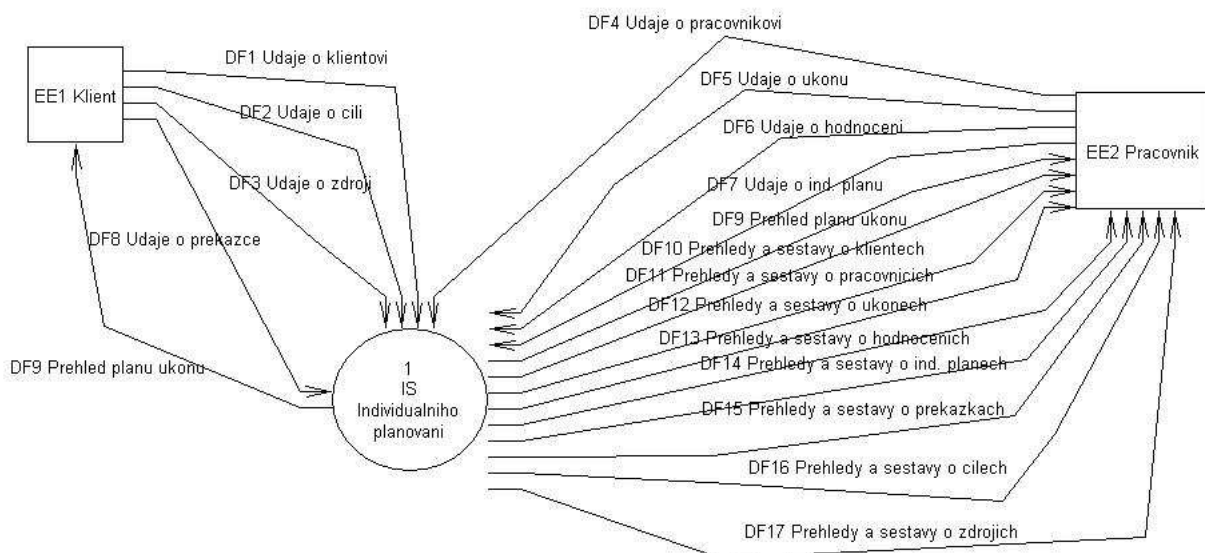 DF4 Udaje o pracovnikovi
DF1 Udaje o klientovi
EE1 Klient
DF5 Udaje o ukonu
DF2 Udaje o cili
DF6 Udaje o hodnoceni
EE2 Pracovnik
DF3 Udaje o zdroji
DF7 Udaje o ind. planu
DF9 Prehled planu ukonu
DF8 Udaje o prekazce
DF10 Prehledy a sestavy o klientech
DF11 Prehledy a sestavy o pracovnicich
DF12 Prehledy a sestavy o ukonech
DF13 Prehledy a sestavy o hodnocenich
DF14 Prehledy a sestavy o ind. planech
DF9 Prehled planu ukonu
1
IS
Individualniho
planovani
DF15 Prehledy a sestavy o prekazkach
DF16 Prehledy a sestavy o cilech
DF17 Prehledy a sestavy o zdrojich